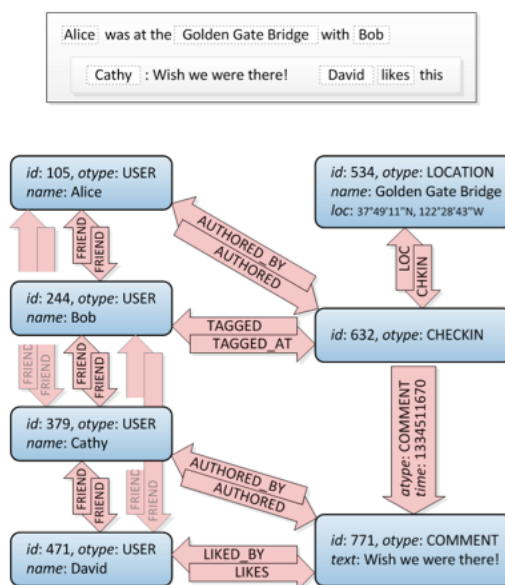 Alice was at the Golden Gate Bridge with Bob
Cathy : Wish we were there! David likes this
id: 105, otype: USER
name: Alice
id: 534, otype: LOCATION
name: Golden Gate Bridge
loc: 37°49'11"N, 122°28'43"W
FRIEND
FRIEND
AUTHORED_BY
AUTHORED
LOC
CHKIN
id: 244, otype: USER
name: Bob
TAGGED
TAGGED_AT
id: 632, otype: CHECKIN
FRIEND
FRIEND
FRIEND
FRIEND
atype: COMMENT
time: 1334511670
id: 379, otype: USER
name: Cathy
AUTHORED_BY
AUTHORED
FRIEND
FRIEND
FRIEND
FRIEND
id: 471, otype: USER
name: David
LIKED_BY
LIKES
id: 771, otype: COMMENT
text: Wish we were there!